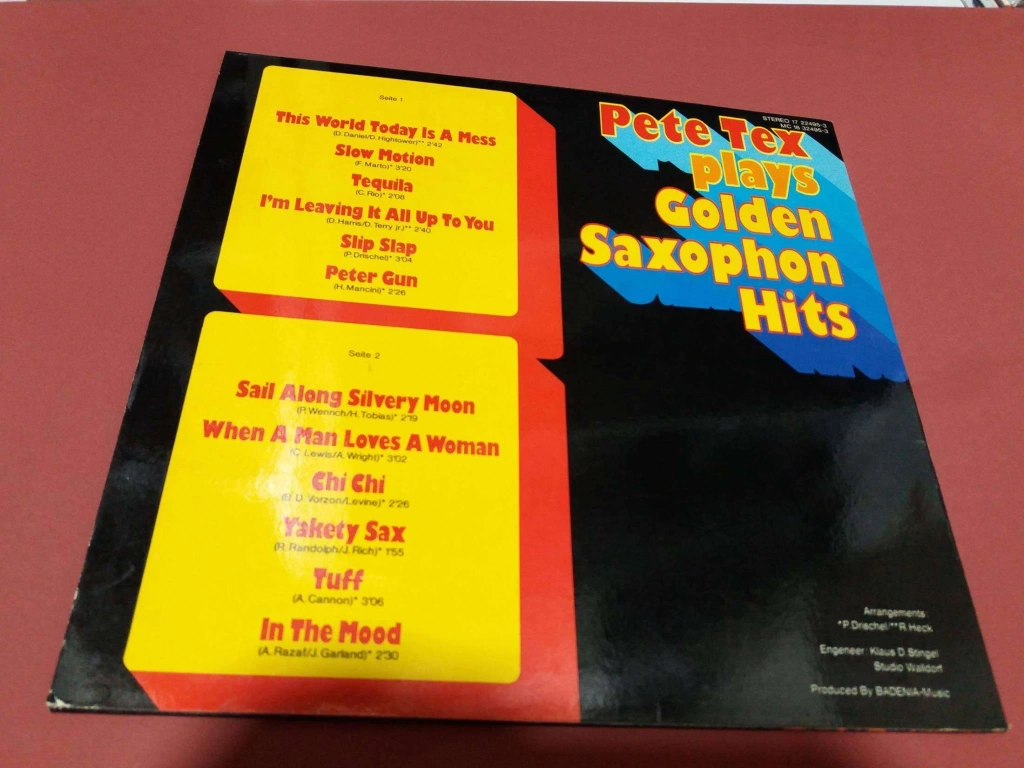 Seite 1
This World Today Is A Mess
(D. Daniel/D. Hightower)** 2'42
Slow Motion
(F. Marto)* 3'20
Tequila
(C. Rio)* 2'08
I'm Leaving It All Up To You
(D. Harris/D. Terry jr.)** 2'40
Slip Slap
(P. Drischel)* 3'04
Peter Gun
(H. Mancini)* 2'26
Seite 2
Sail Along Silvery Moon
(P. Wenrich/H. Tobias)* 2'19
When A Man Loves A Woman
(C. Lewis/A. Wright)* 3'02
Chi Chi
Vorzon/Levine)* 2'26
Yakety Sax
(R. Randolph/J. Rich)* 1'55
Tuff
(A. Cannon)* 3'06
In The Mood
(A. Razaf/J. Garland)* 2'30
STEREO 17 22495-3
MC 18 32495-3
Pete Tex
plays
Golden
Saxophon
Hits
Arrangements:
*P. Drischel/**R. Heck
Engeneer: Klaus D. Stingel
Studio Walldorf
Produced By BADENIA-Music